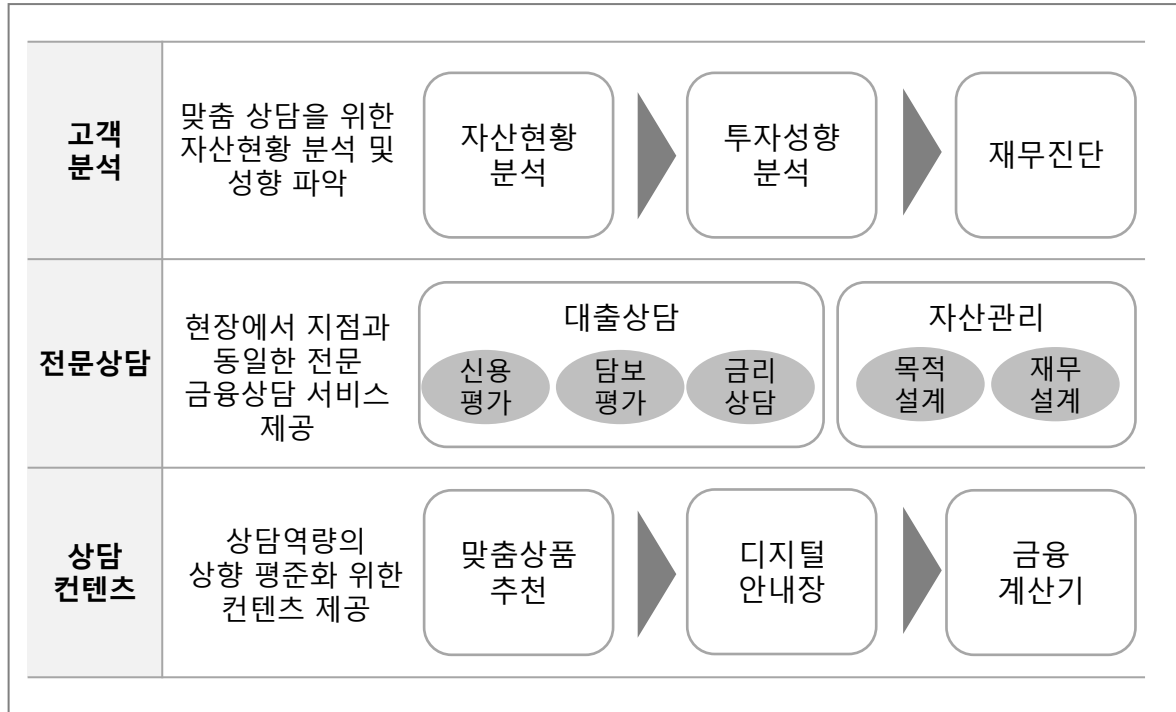 고객
분석
맞춤 상담을 위한
자산현황 분석 및
성향 파악
자산현황
분석
투자성향
분석
재무진단
전문상담
현장에서 지점과
동일한 전문
금융상담 서비스
제공
대출상담
신용
평가
담보
평가
금리
상담
자산관리
목적
설계
재무
설계
상담
컨텐츠
상담역량의
상향 평준화 위한
컨텐츠 제공
맞춤상품
추천
디지털
안내장
금융
계산기